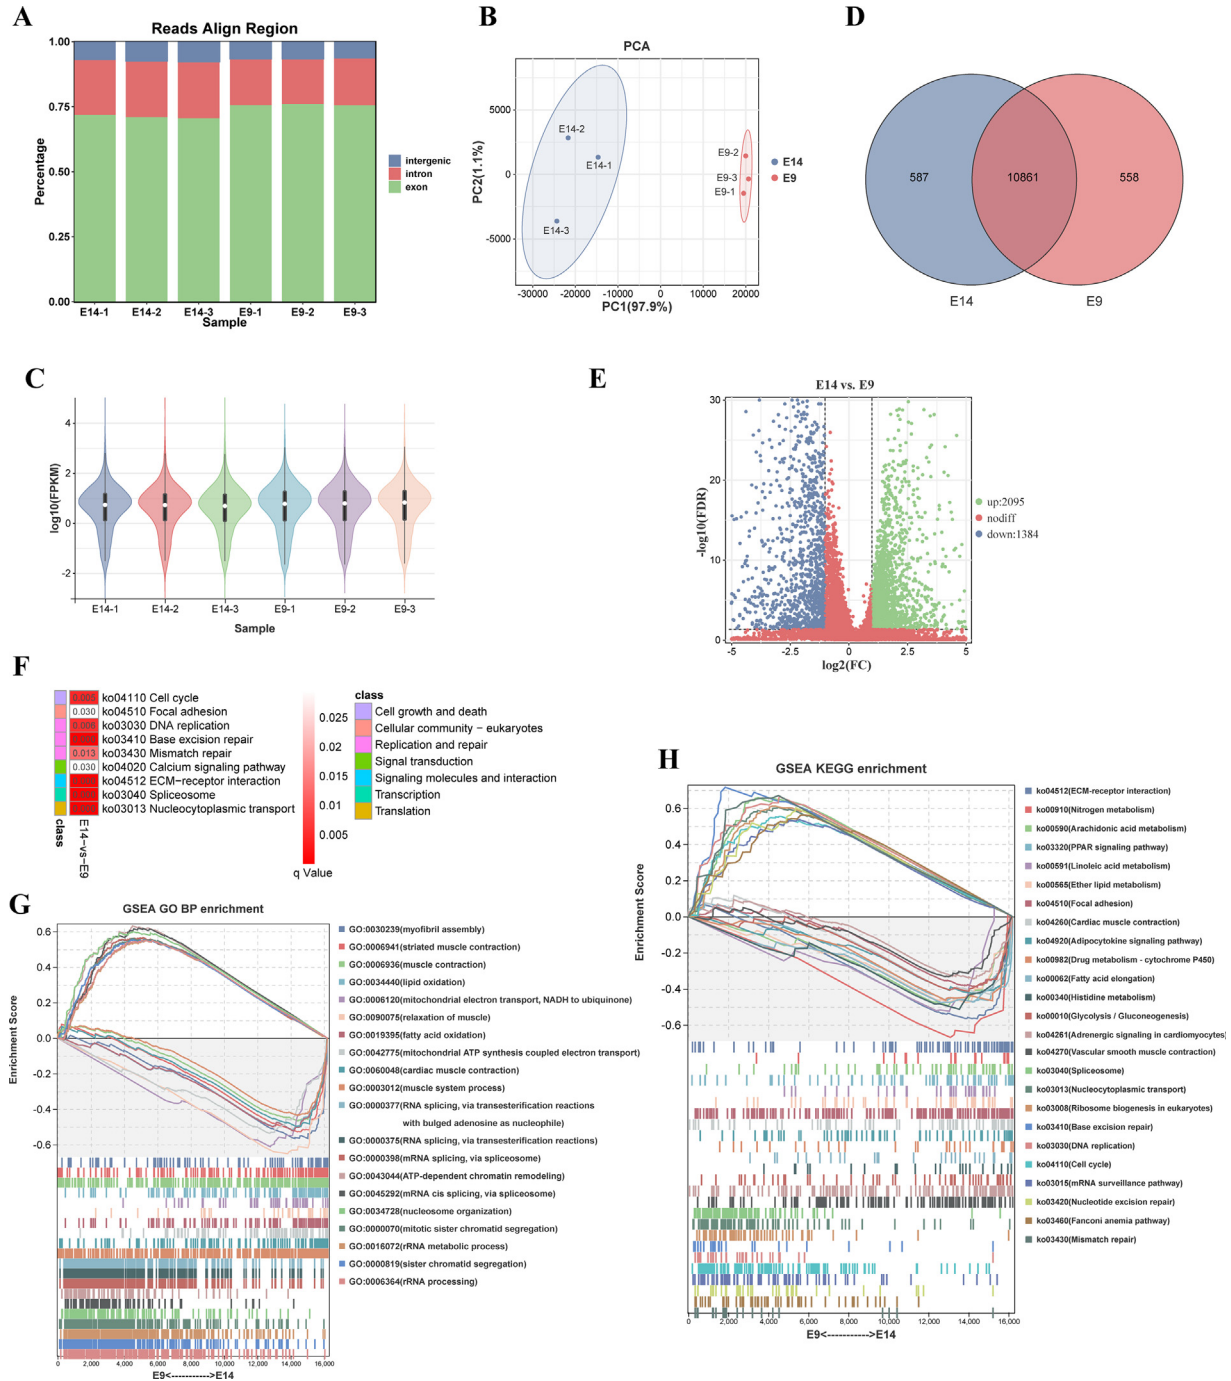 A
Reads Align Region
Percentage
1.00
0.75
0.50
0.25
0.00
E14-1
E14-2
E14-3
E9-1
E9-2
E9-3
Sample
intergenic
intron
exon
B
PCA
PC2(1.1%)
5000
0
-5000
E14-2
E14-1
E14-3
E9-2
E9-3
E9-1
-30000
-20000
-10000
0
10000
20000
PC1(97.9%)
E14
E9
D
587
10861
558
E14
E9
C
log10(FPKM)
4
2
0
-2
E14-1
E14-2
E14-3
E9-1
E9-2
E9-3
Sample
E
E14 vs. E9
-log10(FDR)
30
20
10
0
-5
-2.5
0
2.5
5
log2(FC)
up:2095
nodiff
down:1384
F
0.005 ko04110 Cell cycle
0.030 ko04510 Focal adhesion
0.006 ko03030 DNA replication
ko03410 Base excision repair
0.013 ko03430 Mismatch repair
0.030 ko04020 Calcium signaling pathway
ko04512 ECM−receptor interaction
ko03040 Spliceosome
ko03013 Nucleocytoplasmic transport
class
E14−vs−E9
0.025
0.020
0.015
0.010
0.005
q Value
class
Cell growth and death
Cellular community − eukaryotes
Replication and repair
Signal transduction
Signaling molecules and interaction
Transcription
Translation
G
GSEA GO BP enrichment
Enrichment Score
0.6
0.4
0.2
0.0
-0.2
-0.4
-0.6
0
2,000
4,000
6,000
8,000
10,000
12,000
14,000
16,000
E9<----------->E14
GO:0030239(myofibril assembly)
GO:0006941(striated muscle contraction)
GO:0006936(muscle contraction)
GO:0034440(lipid oxidation)
GO:0006120(mitochondrial electron transport, NADH to ubiquinone)
GO:0090075(relaxation of muscle)
GO:0019395(fatty acid oxidation)
GO:0042775(mitochondrial ATP synthesis coupled electron transport)
GO:0060048(cardiac muscle contraction)
GO:0003012(muscle system process)
GO:0000377(RNA splicing, via transesterification reactions
with bulged adenosine as nucleophile)
GO:0000375(RNA splicing, via transesterification reactions)
GO:0000398(mRNA splicing, via spliceosome)
GO:0043044(ATP-dependent chromatin remodeling)
GO:0045292(mRNA cis splicing, via spliceosome)
GO:0034728(nucleosome organization)
GO:0000070(mitotic sister chromatid segregation)
GO:0016072(rRNA metabolic process)
GO:0000819(sister chromatid segregation)
GO:0006364(rRNA processing)
H
GSEA KEGG enrichment
Enrichment Score
0.6
0.4
0.2
0.0
-0.2
-0.4
-0.6
0
2,000
4,000
6,000
8,000
10,000
12,000
14,000
16,000
E9<----------->E14
ko04512(ECM-receptor interaction)
ko00910(Nitrogen metabolism)
ko00590(Arachidonic acid metabolism)
ko03320(PPAR signaling pathway)
ko00591(Linoleic acid metabolism)
ko00565(Ether lipid metabolism)
ko04510(Focal adhesion)
ko04260(Cardiac muscle contraction)
ko04920(Adipocytokine signaling pathway)
ko00982(Drug metabolism - cytochrome P450)
ko00062(Fatty acid elongation)
ko00340(Histidine metabolism)
ko00010(Glycolysis / Gluconeogenesis)
ko04261(Adrenergic signaling in cardiomyocytes)
ko04270(Vascular smooth muscle contraction)
ko03040(Spliceosome)
ko03013(Nucleocytoplasmic transport)
ko03008(Ribosome biogenesis in eukaryotes)
ko03410(Base excision repair)
ko03030(DNA replication)
ko04110(Cell cycle)
ko03015(mRNA surveillance pathway)
ko03420(Nucleotide excision repair)
ko03460(Fanconi anemia pathway)
ko03430(Mismatch repair)